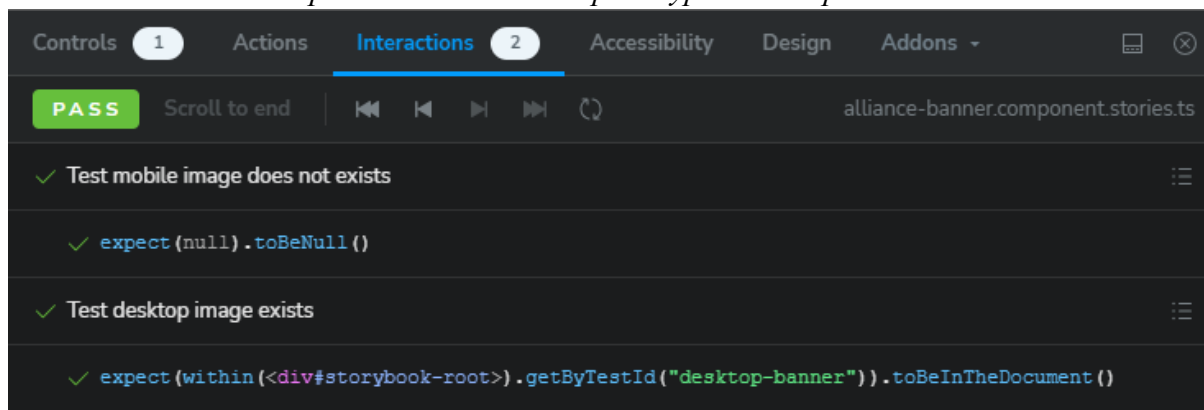 Controls 1 Actions Interactions 2 Accessibility Design Addons
PASS Scroll to end alliance-banner.component.stories.ts
Test mobile image does not exists
expect(null).toBeNull()
Test desktop image exists
expect(within(<div#storybook-root>).getByTestId("desktop-banner")).toBeInTheDocument()